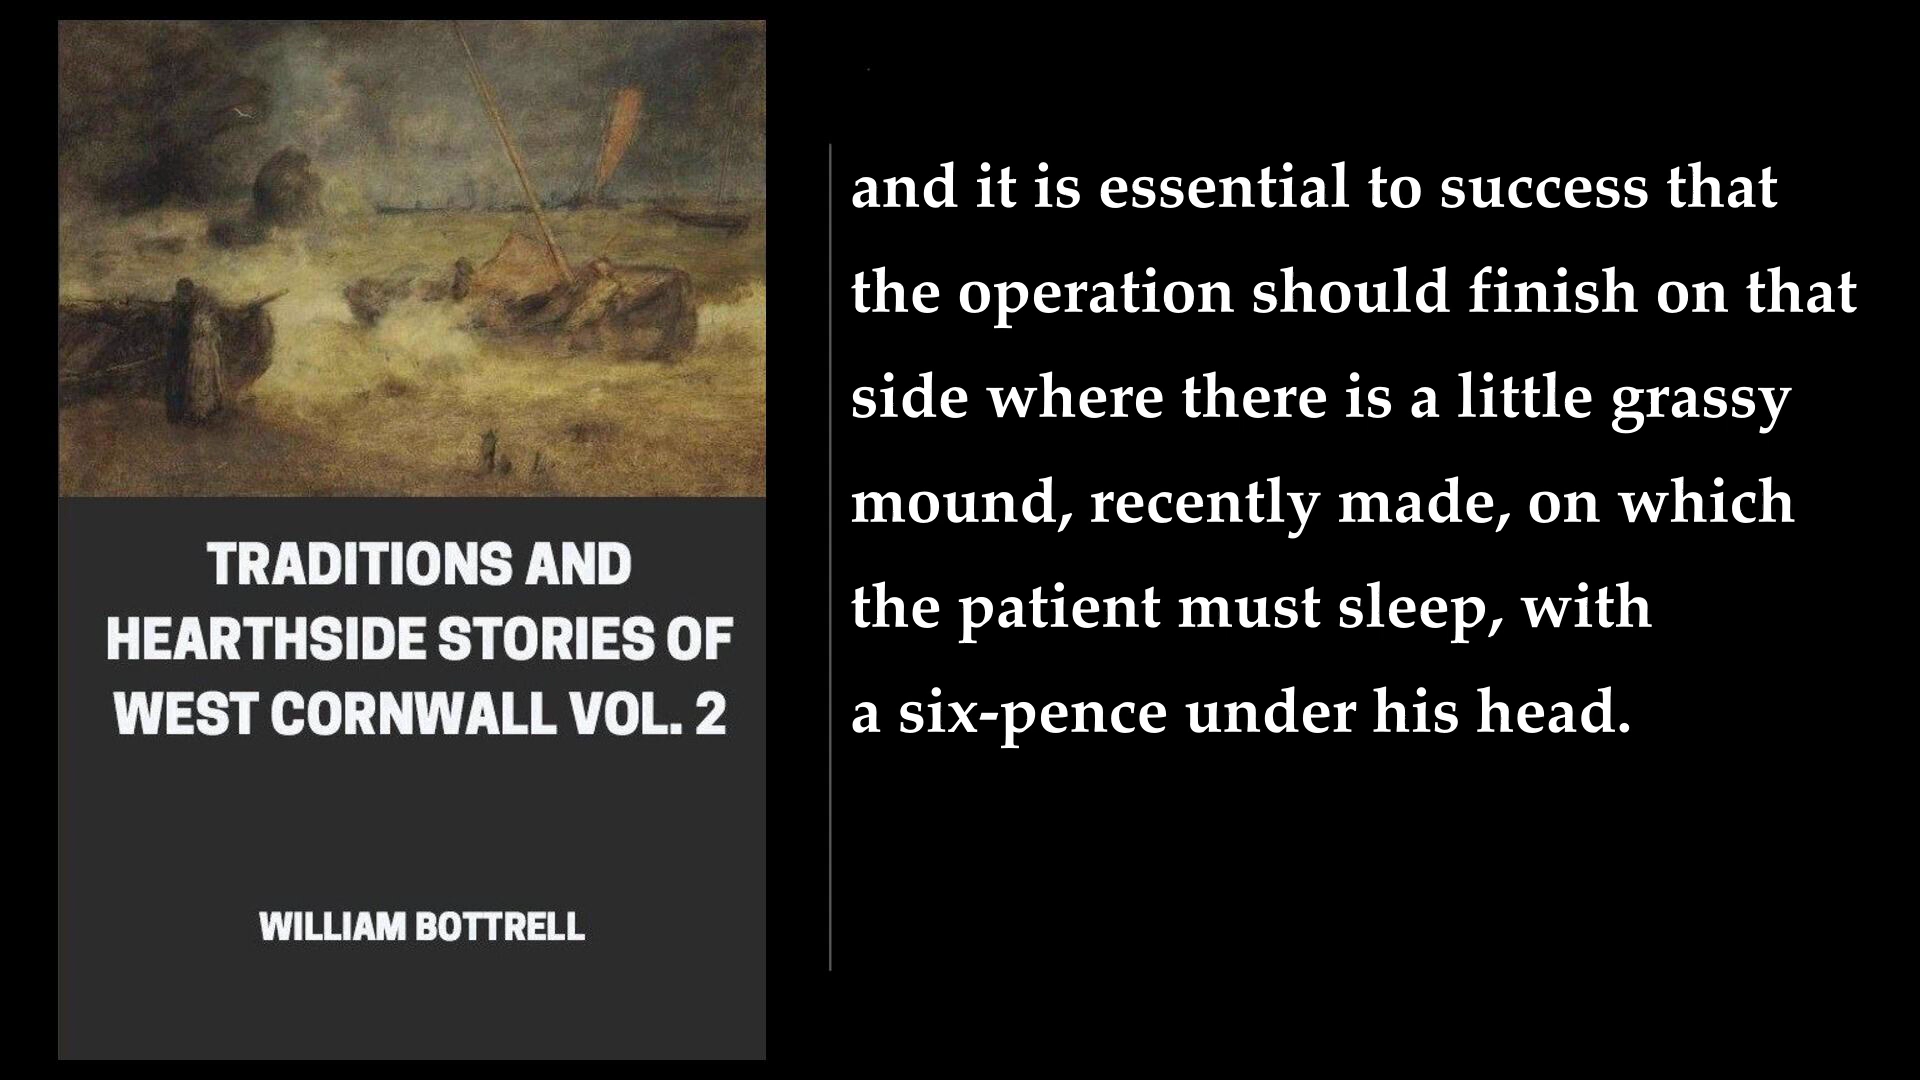 TRADITIONS AND
HEARTHSIDE STORIES OF
WEST CORNWALL VOL. 2
WILLIAM BOTTRELL
and it is essential to success that
the operation should finish on that
side where there is a little grassy
mound, recently made, on which
the patient must sleep, with
a six-pence under his head.